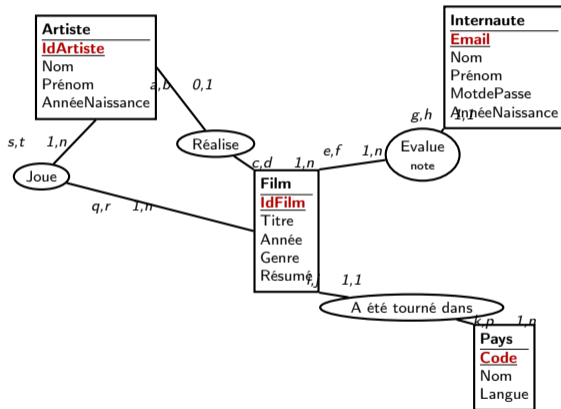 Artiste
IdArtiste
Nom
Prénom
AnnéeNaissance
Internaute
Email
Nom
Prénom
MotdePasse
AnnéeNaissance
a,b 0,1
g,h 1,1
s,t 1,n
Réalise
e,f 1,n
Evalue
note
Joue
c,d 1,n
q,r 1,n
Film
IdFilm
Titre
Année
Genre
Résumé
i,j 1,1
A été tourné dans
k,p 1,n
Pays
Code
Nom
Langue